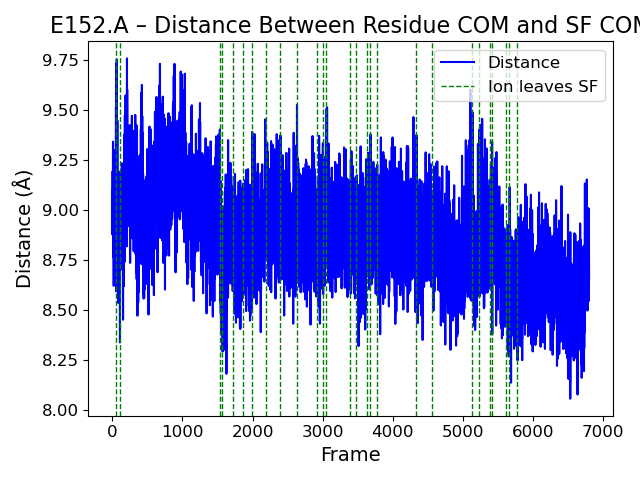 E152.A – Distance Between Residue COM and SF COM
9.75
9.50
9.25
9.00
8.75
8.50
8.25
8.00
Distance (Å)
Distance
Ion leaves SF
0 1000 2000 3000 4000 5000 6000 7000
Frame